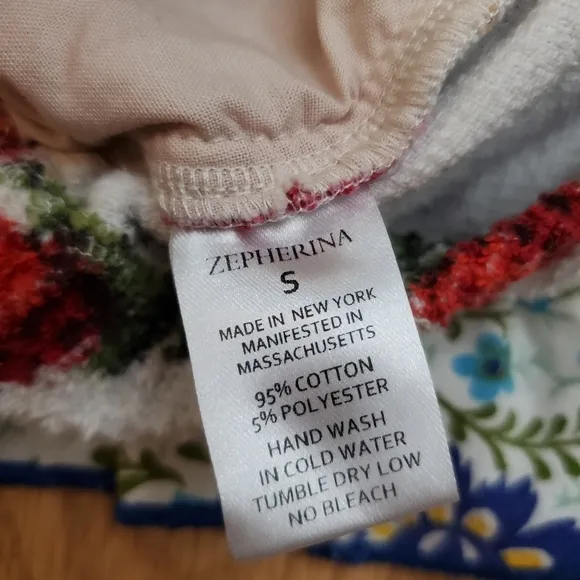 ZEPHERINA
S
MADE IN NEW YORK
MANIFESTED IN
MASSACHUSETTS
95% COTTON
5% POLYESTER
HAND WASH
IN COLD WATER
TUMBLE DRY LOW
NO BLEACH